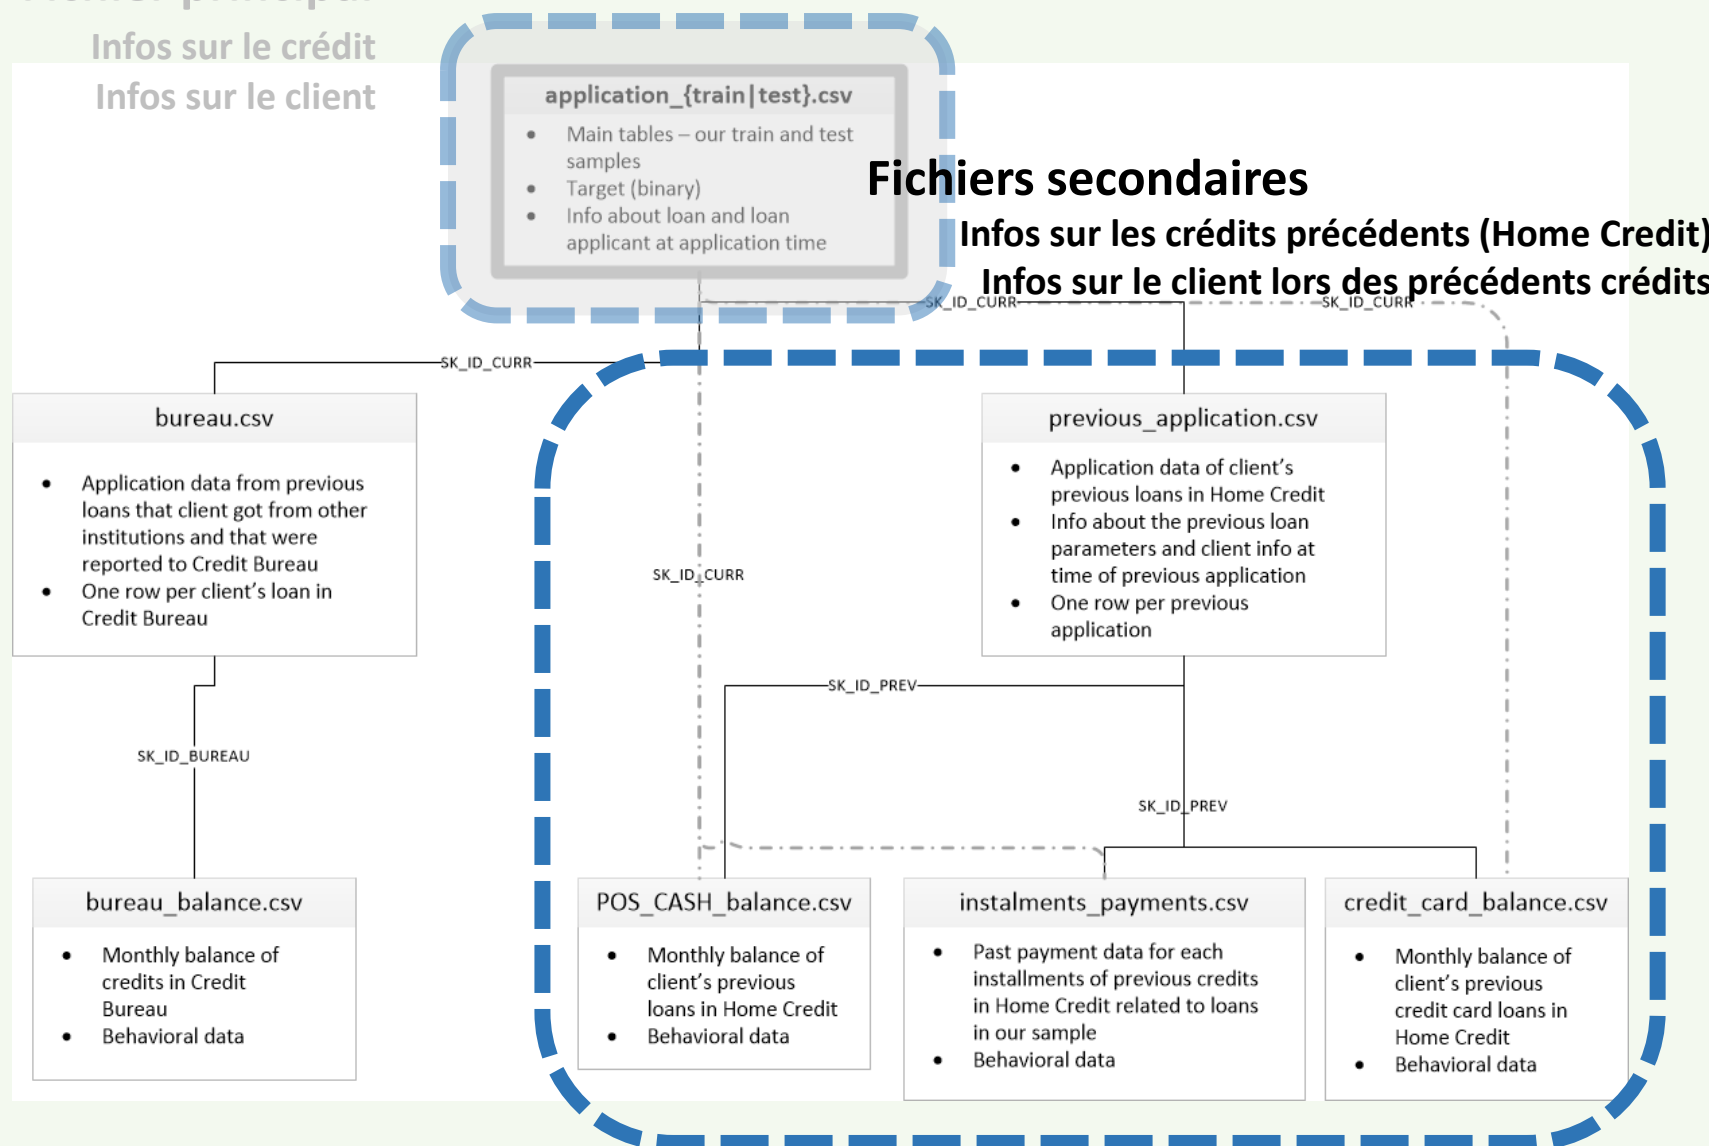 Fichier principal
Infos sur le crédit
Infos sur le client
application_{train|test}.csv
• Main tables – our train and test
samples
• Target (binary)
• Info about loan and loan
applicant at application time
Fichiers secondaires
Infos sur les crédits précédents (Home Credit)
Infos sur le client lors des précédents crédits
SK_ID_CURR
SK_ID_CURR
SK_ID_CURR
bureau.csv
• Application data from previous
loans that client got from other
institutions and that were
reported to Credit Bureau
• One row per client’s loan in
Credit Bureau
SK_ID_CURR
previous_application.csv
• Application data of client’s
previous loans in Home Credit
• Info about the previous loan
parameters and client info at
time of previous application
• One row per previous
application
SK_ID_PREV
SK_ID_BUREAU
SK_ID_PREV
bureau_balance.csv
• Monthly balance of
credits in Credit
Bureau
• Behavioral data
POS_CASH_balance.csv
• Monthly balance of
client’s previous
loans in Home Credit
• Behavioral data
instalments_payments.csv
• Past payment data for each
installments of previous credits
in Home Credit related to loans
in our sample
• Behavioral data
credit_card_balance.csv
• Monthly balance of
client’s previous
credit card loans in
Home Credit
• Behavioral data